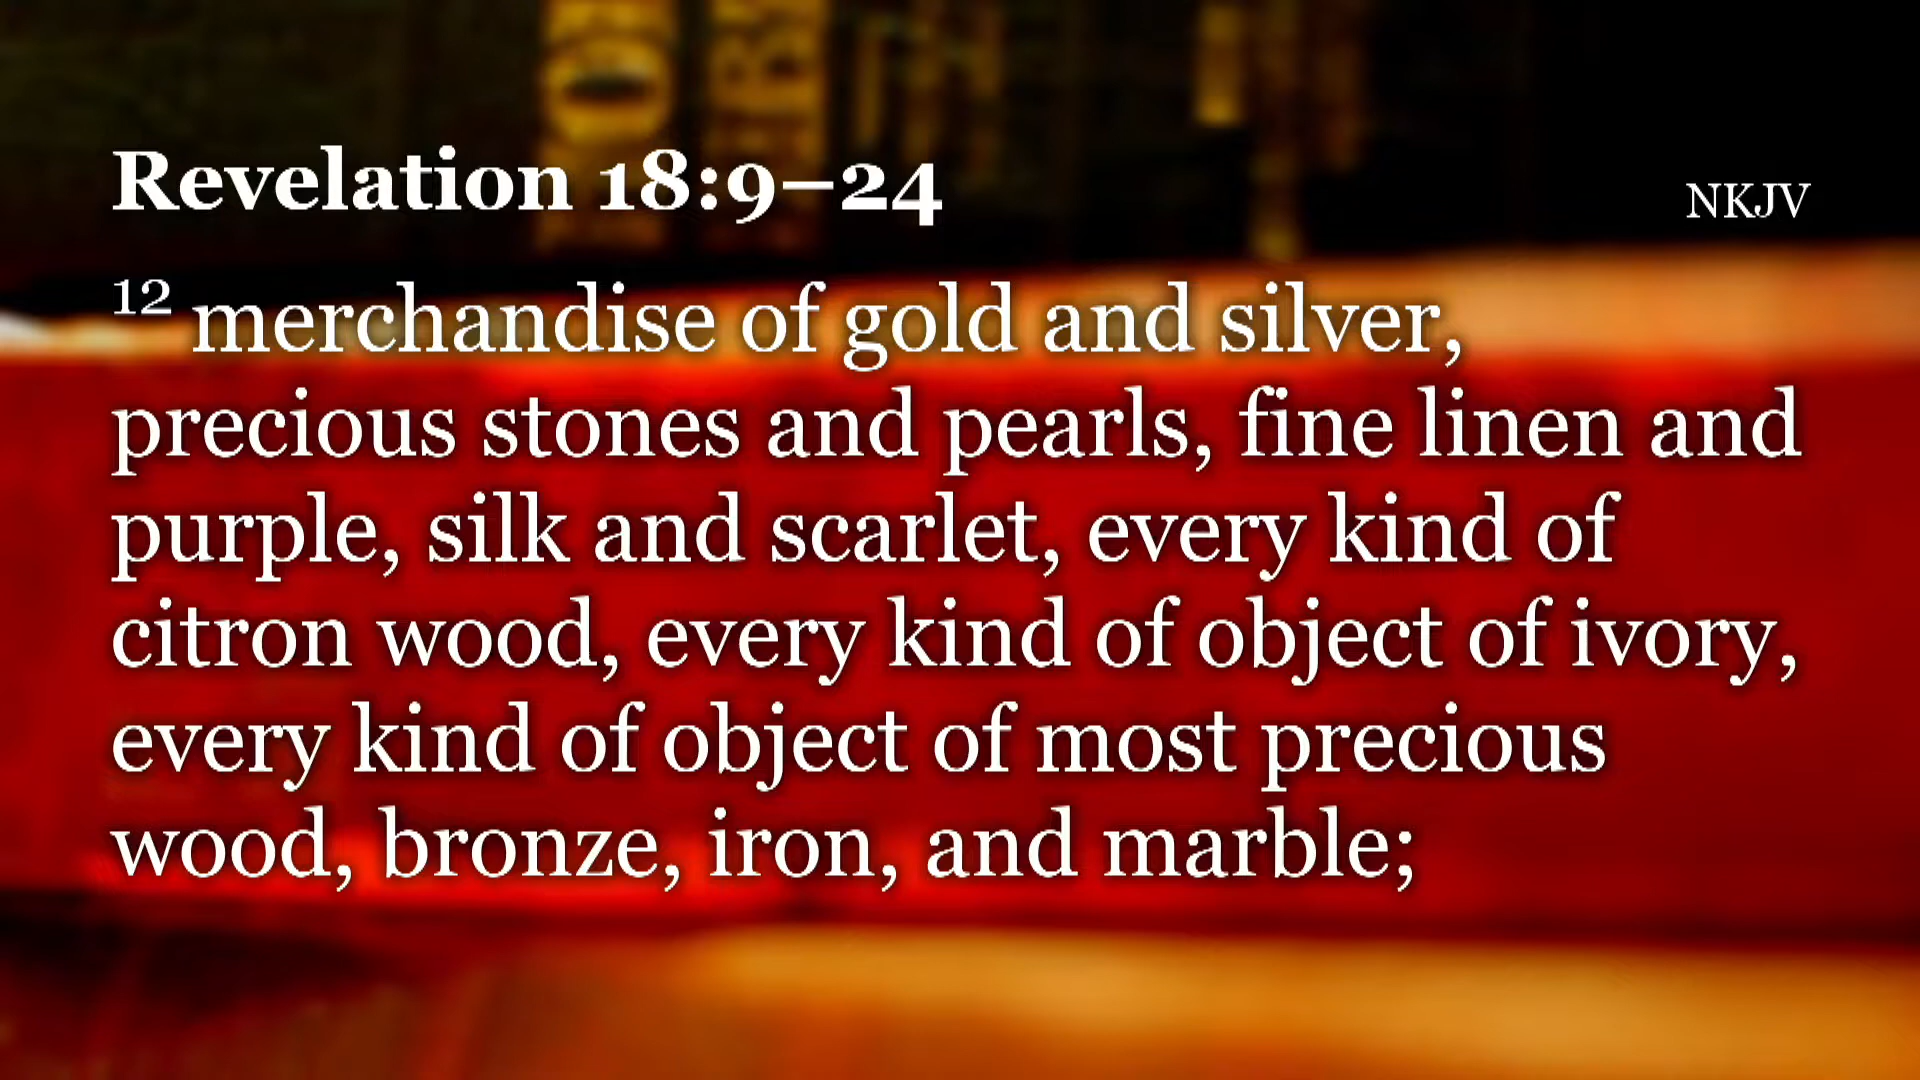 Revelation 18:9–24
NKJV
12 merchandise of gold and silver,
precious stones and pearls, fine linen and
purple, silk and scarlet, every kind of
citron wood, every kind of object of ivory,
every kind of object of most precious
wood, bronze, iron, and marble;